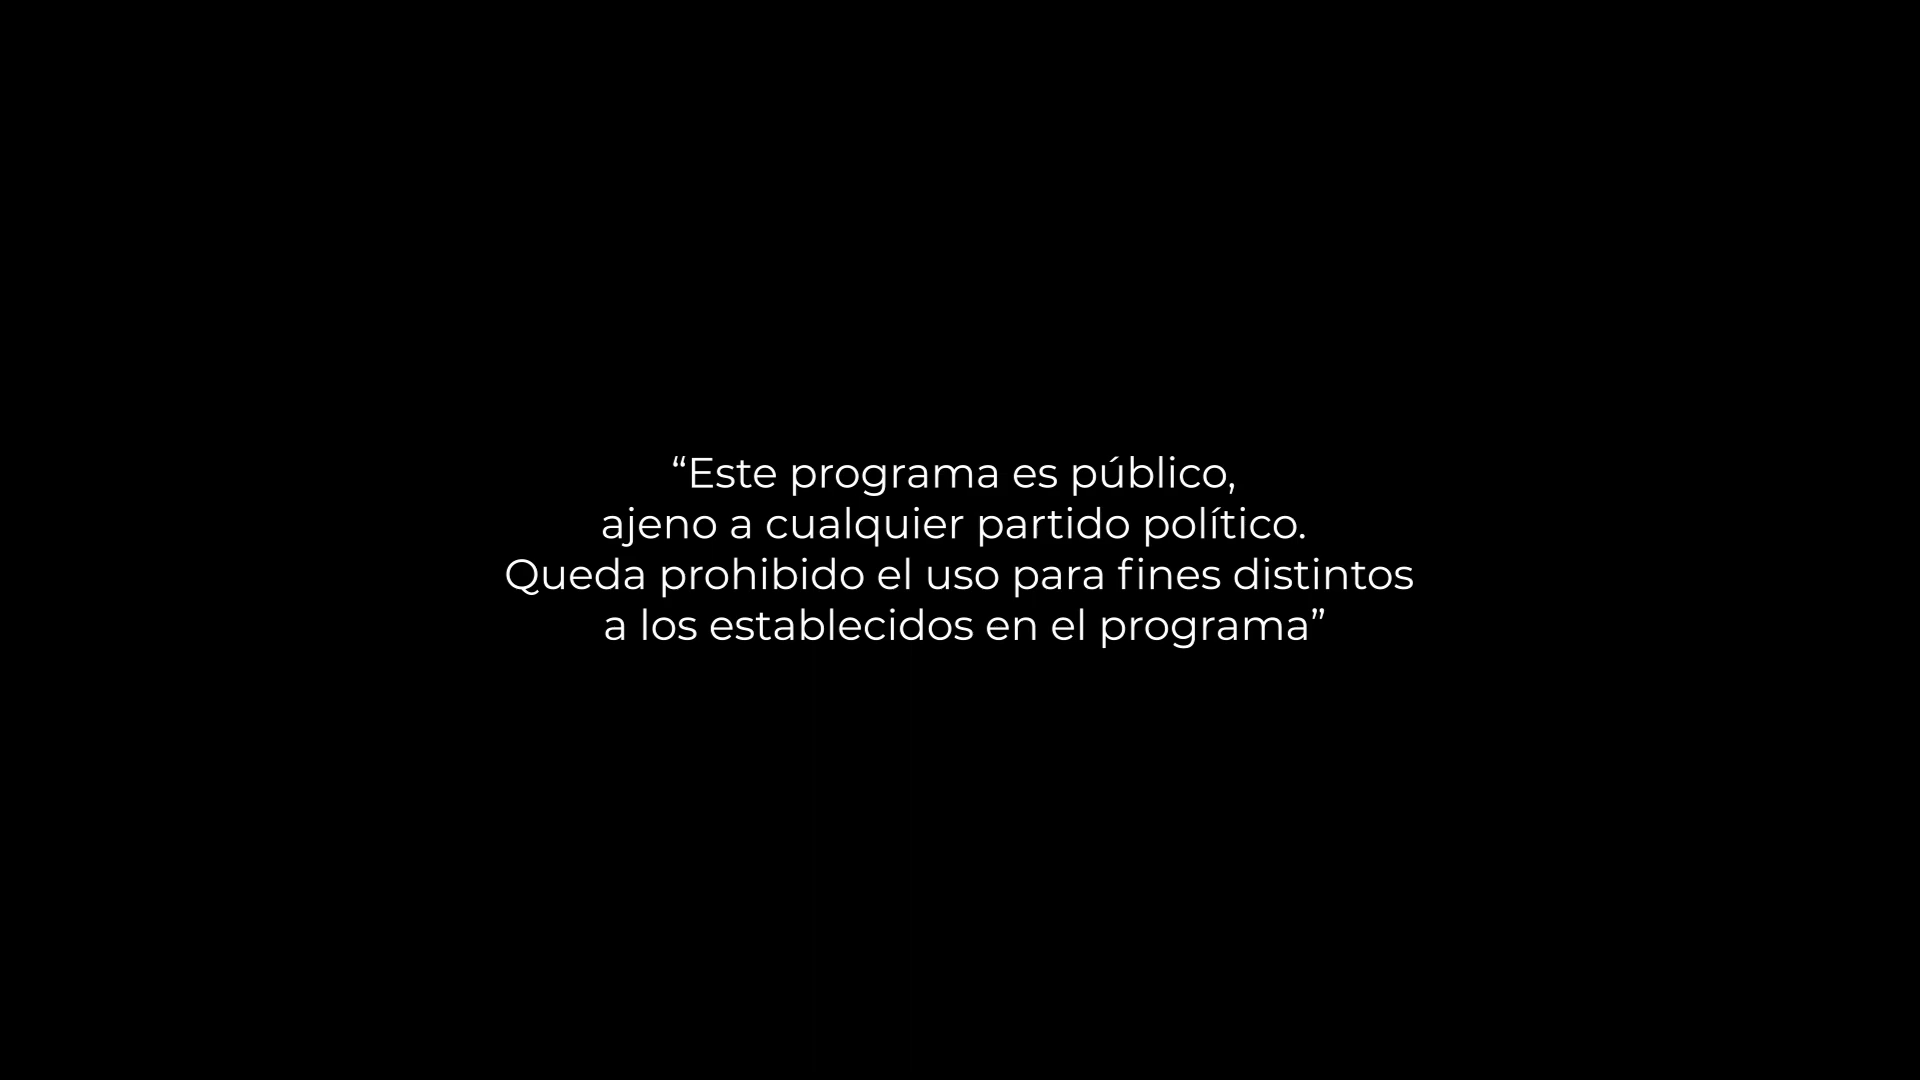 “Este programa es público,
ajeno a cualquier partido político.
Queda prohibido el uso para fines distintos
a los establecidos en el programa”